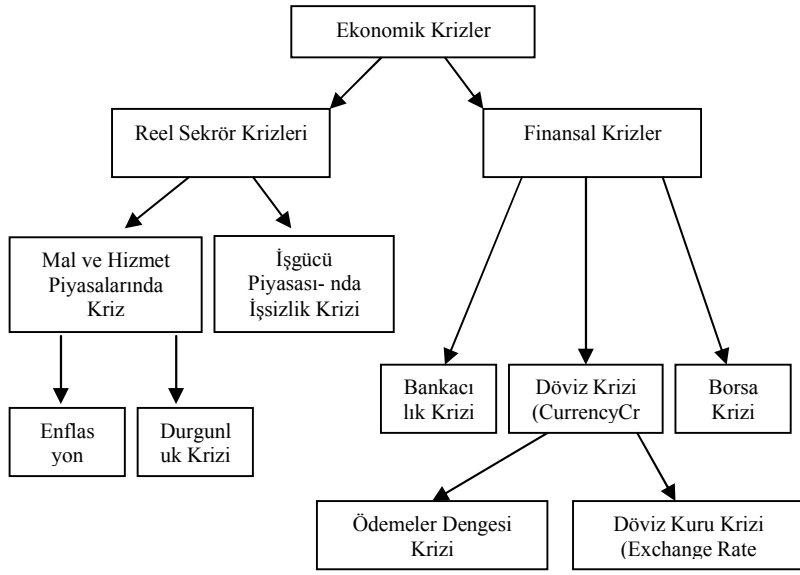 Ekonomik Krizler
Reel Sekrör Krizleri
Finansal Krizler
Mal ve Hizmet
Piyasalarında
Kriz
İşgücü
Piyasası- nda
İşsizlik Krizi
Bankacı
lık Krizi
Döviz Krizi
(CurrencyCr
Borsa
Krizi
Enflas
yon
Durgunl
uk Krizi
Ödemeler Dengesi
Krizi
Döviz Kuru Krizi
(Exchange Rate